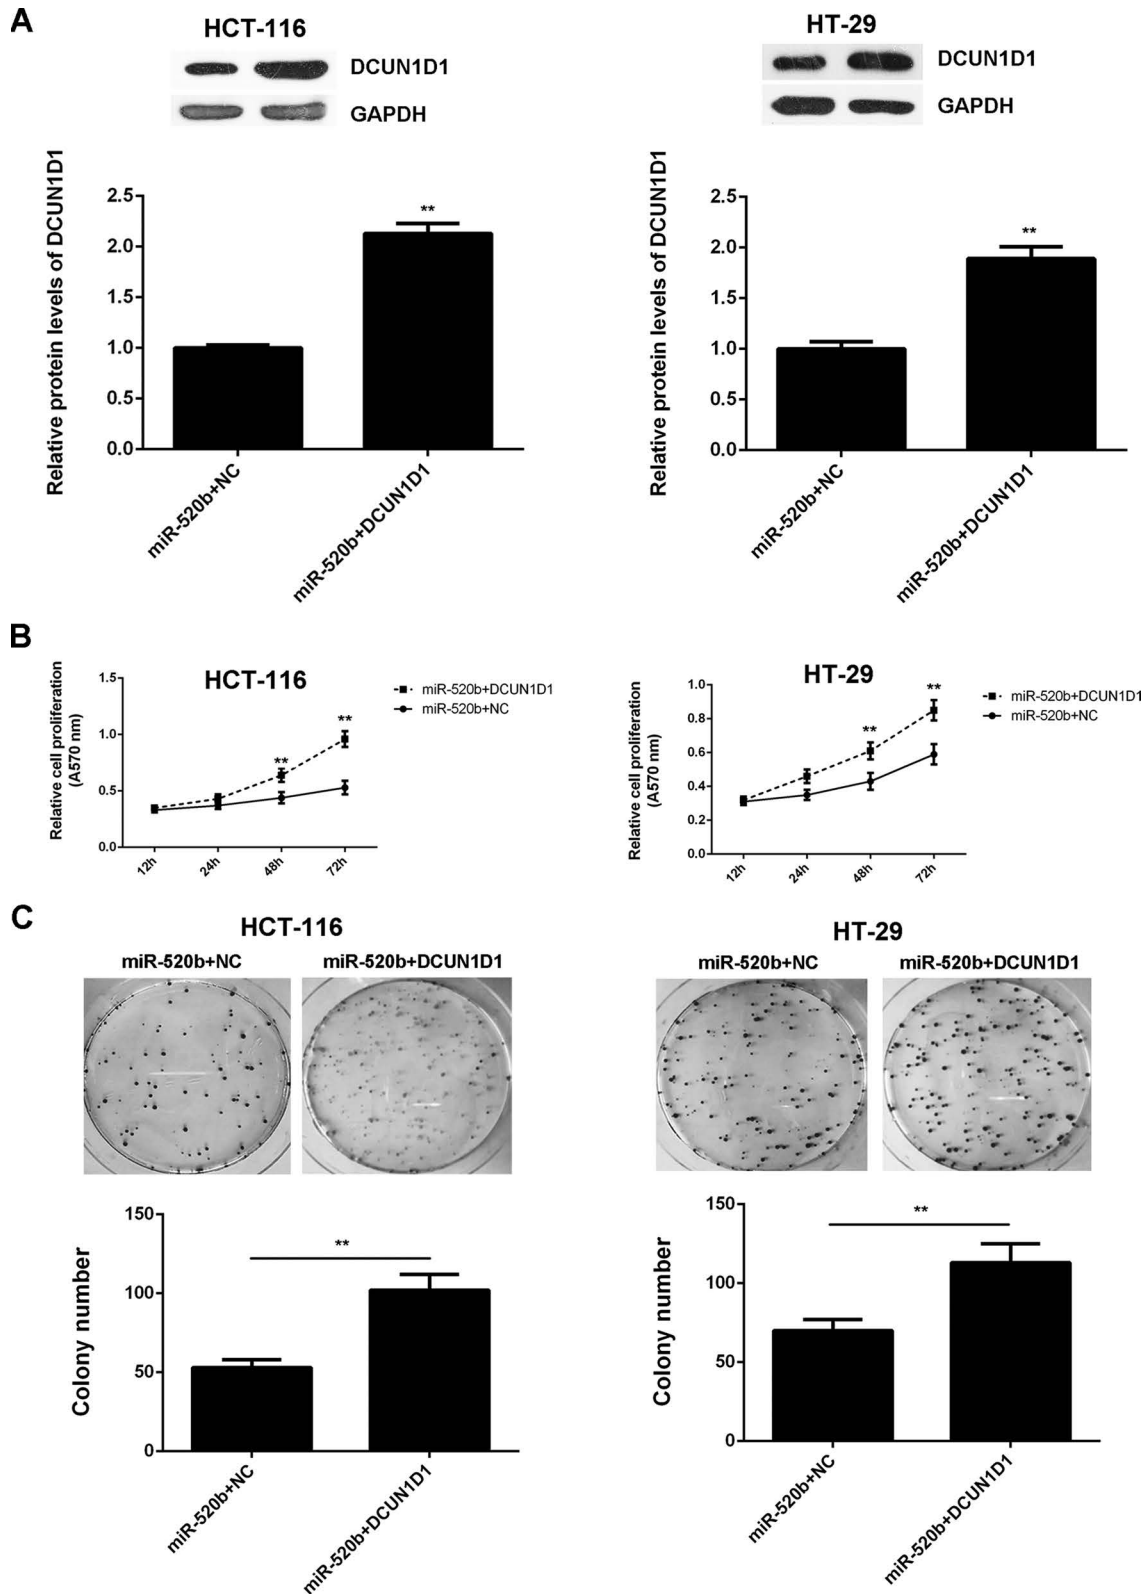 A
HCT-116
DCUN1D1
GAPDH
Relative protein levels of DCUN1D1
2.5
2.0
1.5
1.0
0.5
0.0
**
miR-520b+NC
miR-520b+DCUN1D1
HT-29
DCUN1D1
GAPDH
Relative protein levels of DCUN1D1
2.5
2.0
1.5
1.0
0.5
0.0
**
miR-520b+NC
miR-520b+DCUN1D1
B
HCT-116
Relative cell proliferation
(A570 nm)
1.5
1.0
0.5
0.0
**
**
12h
24h
48h
72h
miR-520b+DCUN1D1
miR-520b+NC
HT-29
Relative cell proliferation
(A570 nm)
1.0
0.8
0.6
0.4
0.2
0.0
**
**
12h
24h
48h
72h
miR-520b+DCUN1D1
miR-520b+NC
C
HCT-116
miR-520b+NC
miR-520b+DCUN1D1
Colony number
150
100
50
0
**
miR-520b+NC
miR-520b+DCUN1D1
HT-29
miR-520b+NC
miR-520b+DCUN1D1
Colony number
150
100
50
0
**
miR-520b+NC
miR-520b+DCUN1D1